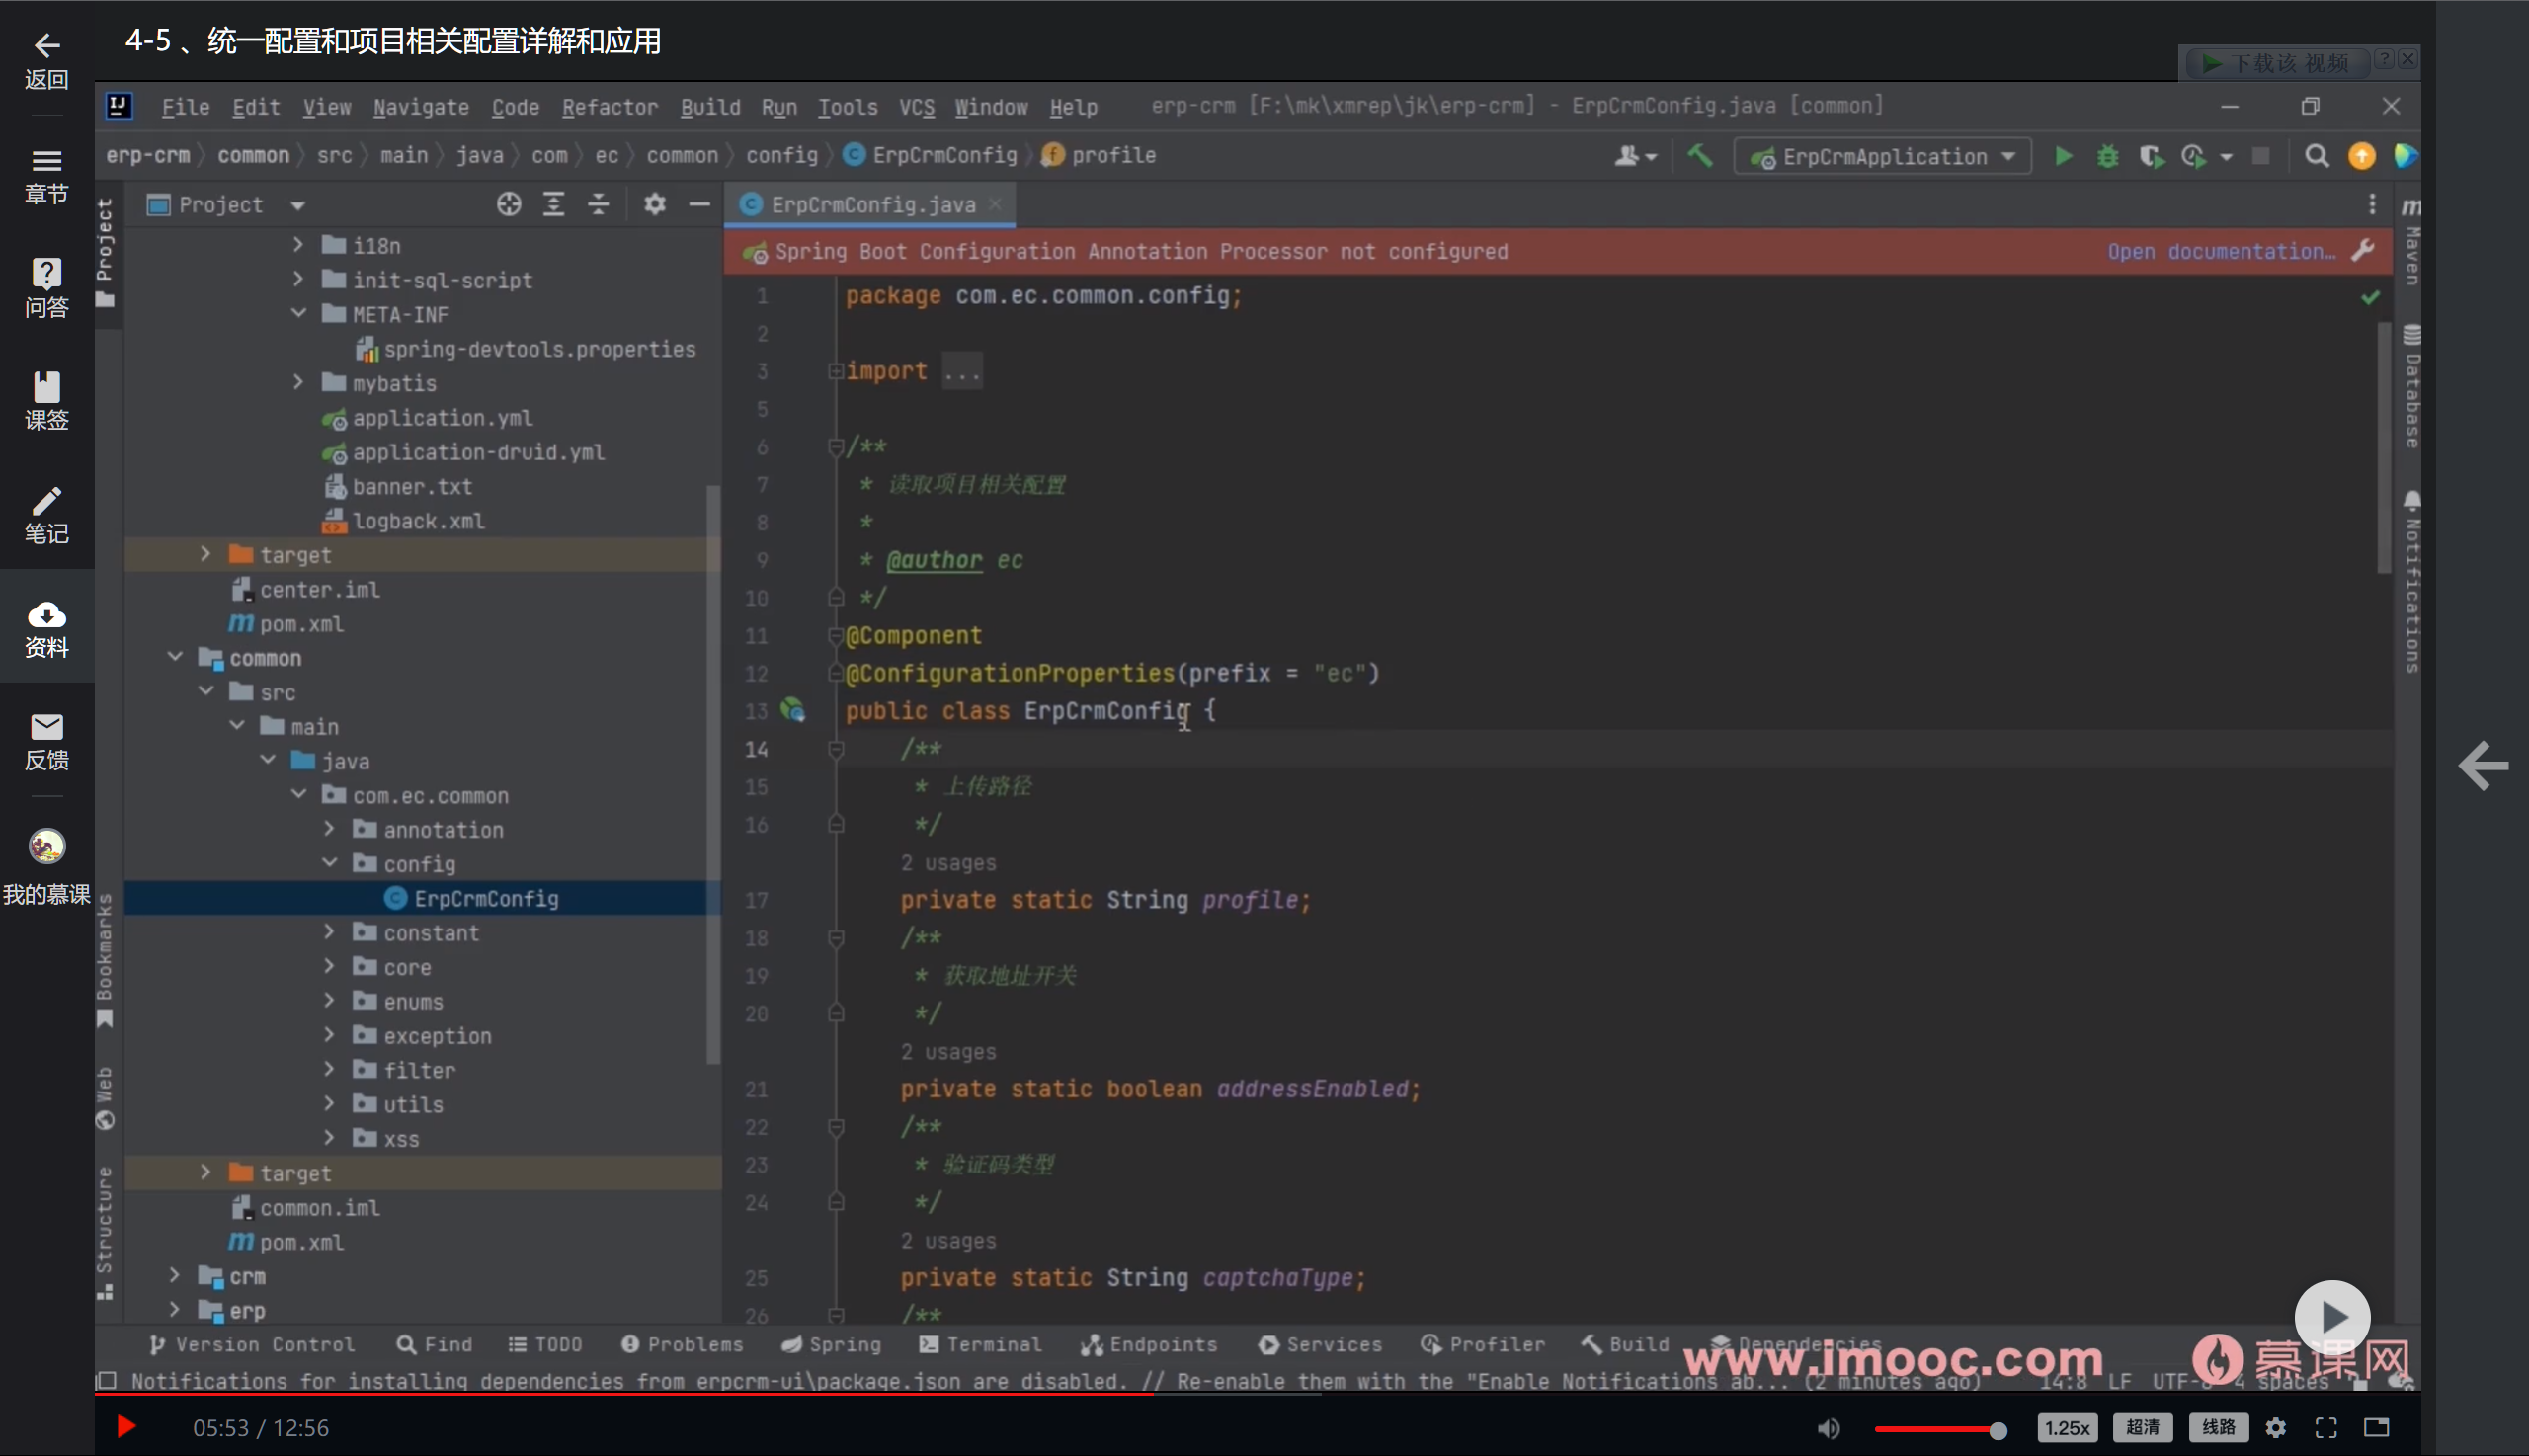 返回
章节
问答
课签
笔记
资料
反馈
我的慕课
4-5 、统一配置和项目相关配置详解和应用
下载该 视频
File Edit View Navigate Code Refactor Build Run Tools VCS Window Help erp-crm [F:\mk\xmrep\jk\erp-crm] - ErpCrmConfig.java [common]
erp-crm common src main java com ec common config ErpCrmConfig profile
ErpCrmApplication
Project
Bookmarks
Web
Structure
Project
i18n
init-sql-script
META-INF
spring-devtools.properties
mybatis
application.yml
application-druid.yml
banner.txt
logback.xml
target
center.iml
pom.xml
common
src
main
java
com.ec.common
annotation
config
ErpCrmConfig
constant
core
enums
exception
filter
utils
xss
target
common.iml
pom.xml
crm
erp
ErpCrmConfig.java
Spring Boot Configuration Annotation Processor not configured Open documentation…
1 package com.ec.common.config;
2
3 import ...
5
6 /**
7 * 读取项目相关配置
8 *
9 * @author ec
10 */
11 @Component
12 @ConfigurationProperties(prefix = "ec")
13 public class ErpCrmConfig {
14 /**
15 * 上传路径
16 */
2 usages
17 private static String profile;
18 /**
19 * 获取地址开关
20 */
2 usages
21 private static boolean addressEnabled;
22 /**
23 * 验证码类型
24 */
2 usages
25 private static String captchaType;
26 /**
Maven
Database
Notifications
Version Control Find TODO Problems Spring Terminal Endpoints Services Profiler Build Dependencies
Notifications for installing dependencies from erpcrm-ui\package.json are disabled. // Re-enable them with the "Enable Notifications ab... (2 minutes ago) 14:8 LF UTF-8 4 spaces
www.imooc.com 慕课网
05:53 / 12:56
1.25x 超清 线路